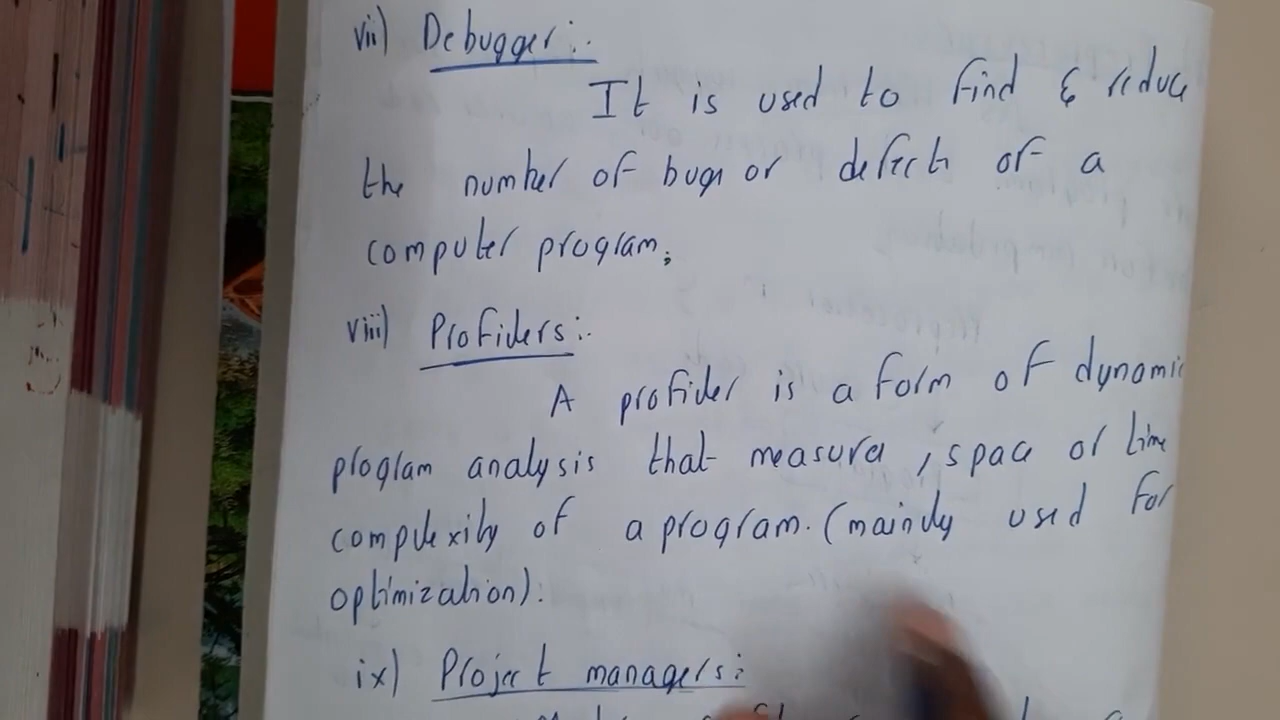 vii) Debugger:-
It is used to find & reduce
the number of bugs or defects of a
computer program.
viii) Profilers:-
A profiler is a form of dynamic
program analysis that measures, space or time
complexity of a program. (mainly used for
optimization).
ix) Project managers: